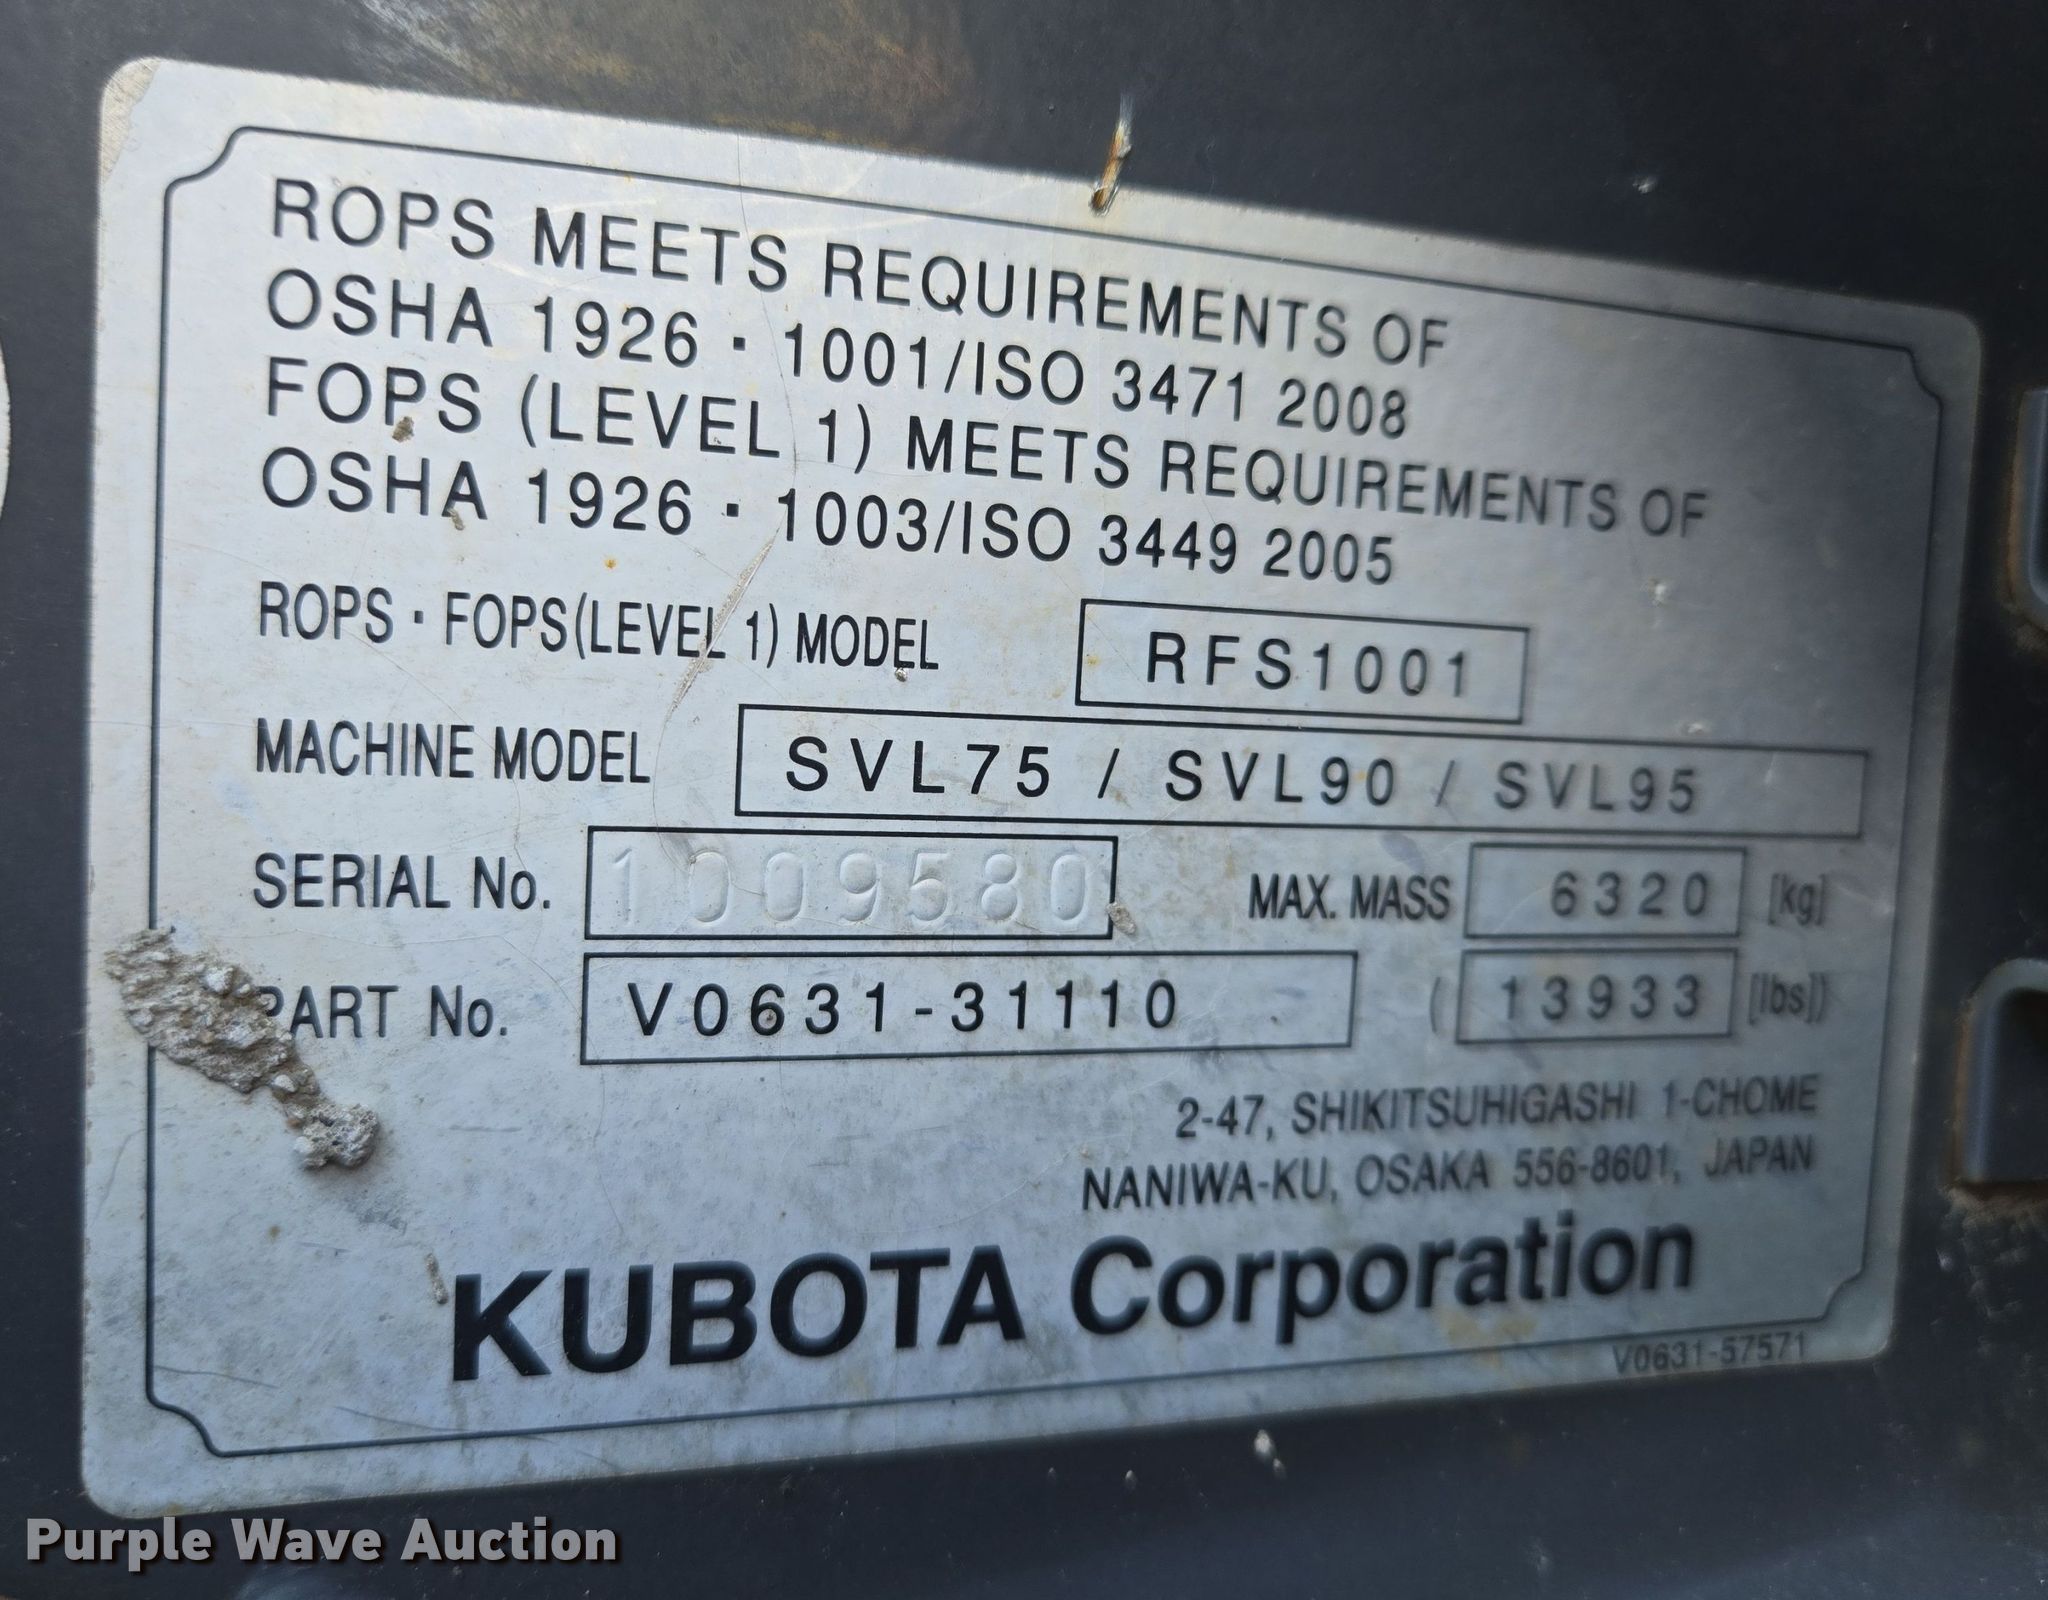 ROPS MEETS REQUIREMENTS OF
OSHA 1926・1001/ISO 3471 2008
FOPS (LEVEL 1) MEETS REQUIREMENTS OF
OSHA 1926・1003/ISO 3449 2005
ROPS・FOPS(LEVEL 1) MODEL RFS1001
MACHINE MODEL SVL75 / SVL90 / SVL95
SERIAL No. 1009580 MAX. MASS 6320 [kg]
PART No. V0631-31110 (13933 [lbs])
2-47, SHIKITSUHIGASHI 1-CHOME
NANIWA-KU, OSAKA 556-8601, JAPAN
KUBOTA Corporation
V0631-57571
Purple Wave Auction